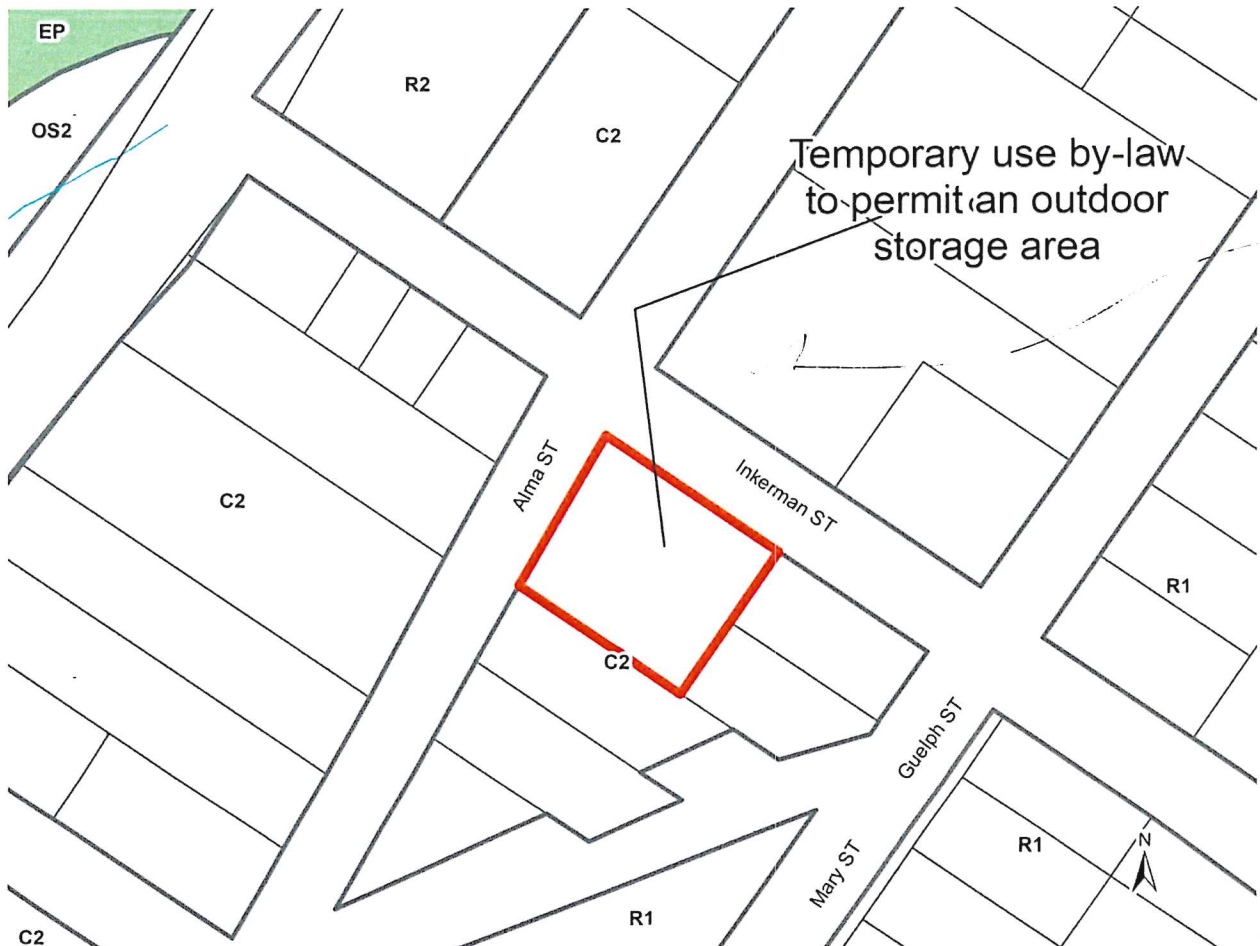 EP
R2
OS2
C2
Temporary use by-law
to permit an outdoor
storage area
Alma ST
Inkerman ST
C2
R1
C2
Guelph ST
Mary ST
R1
N
R1
C2